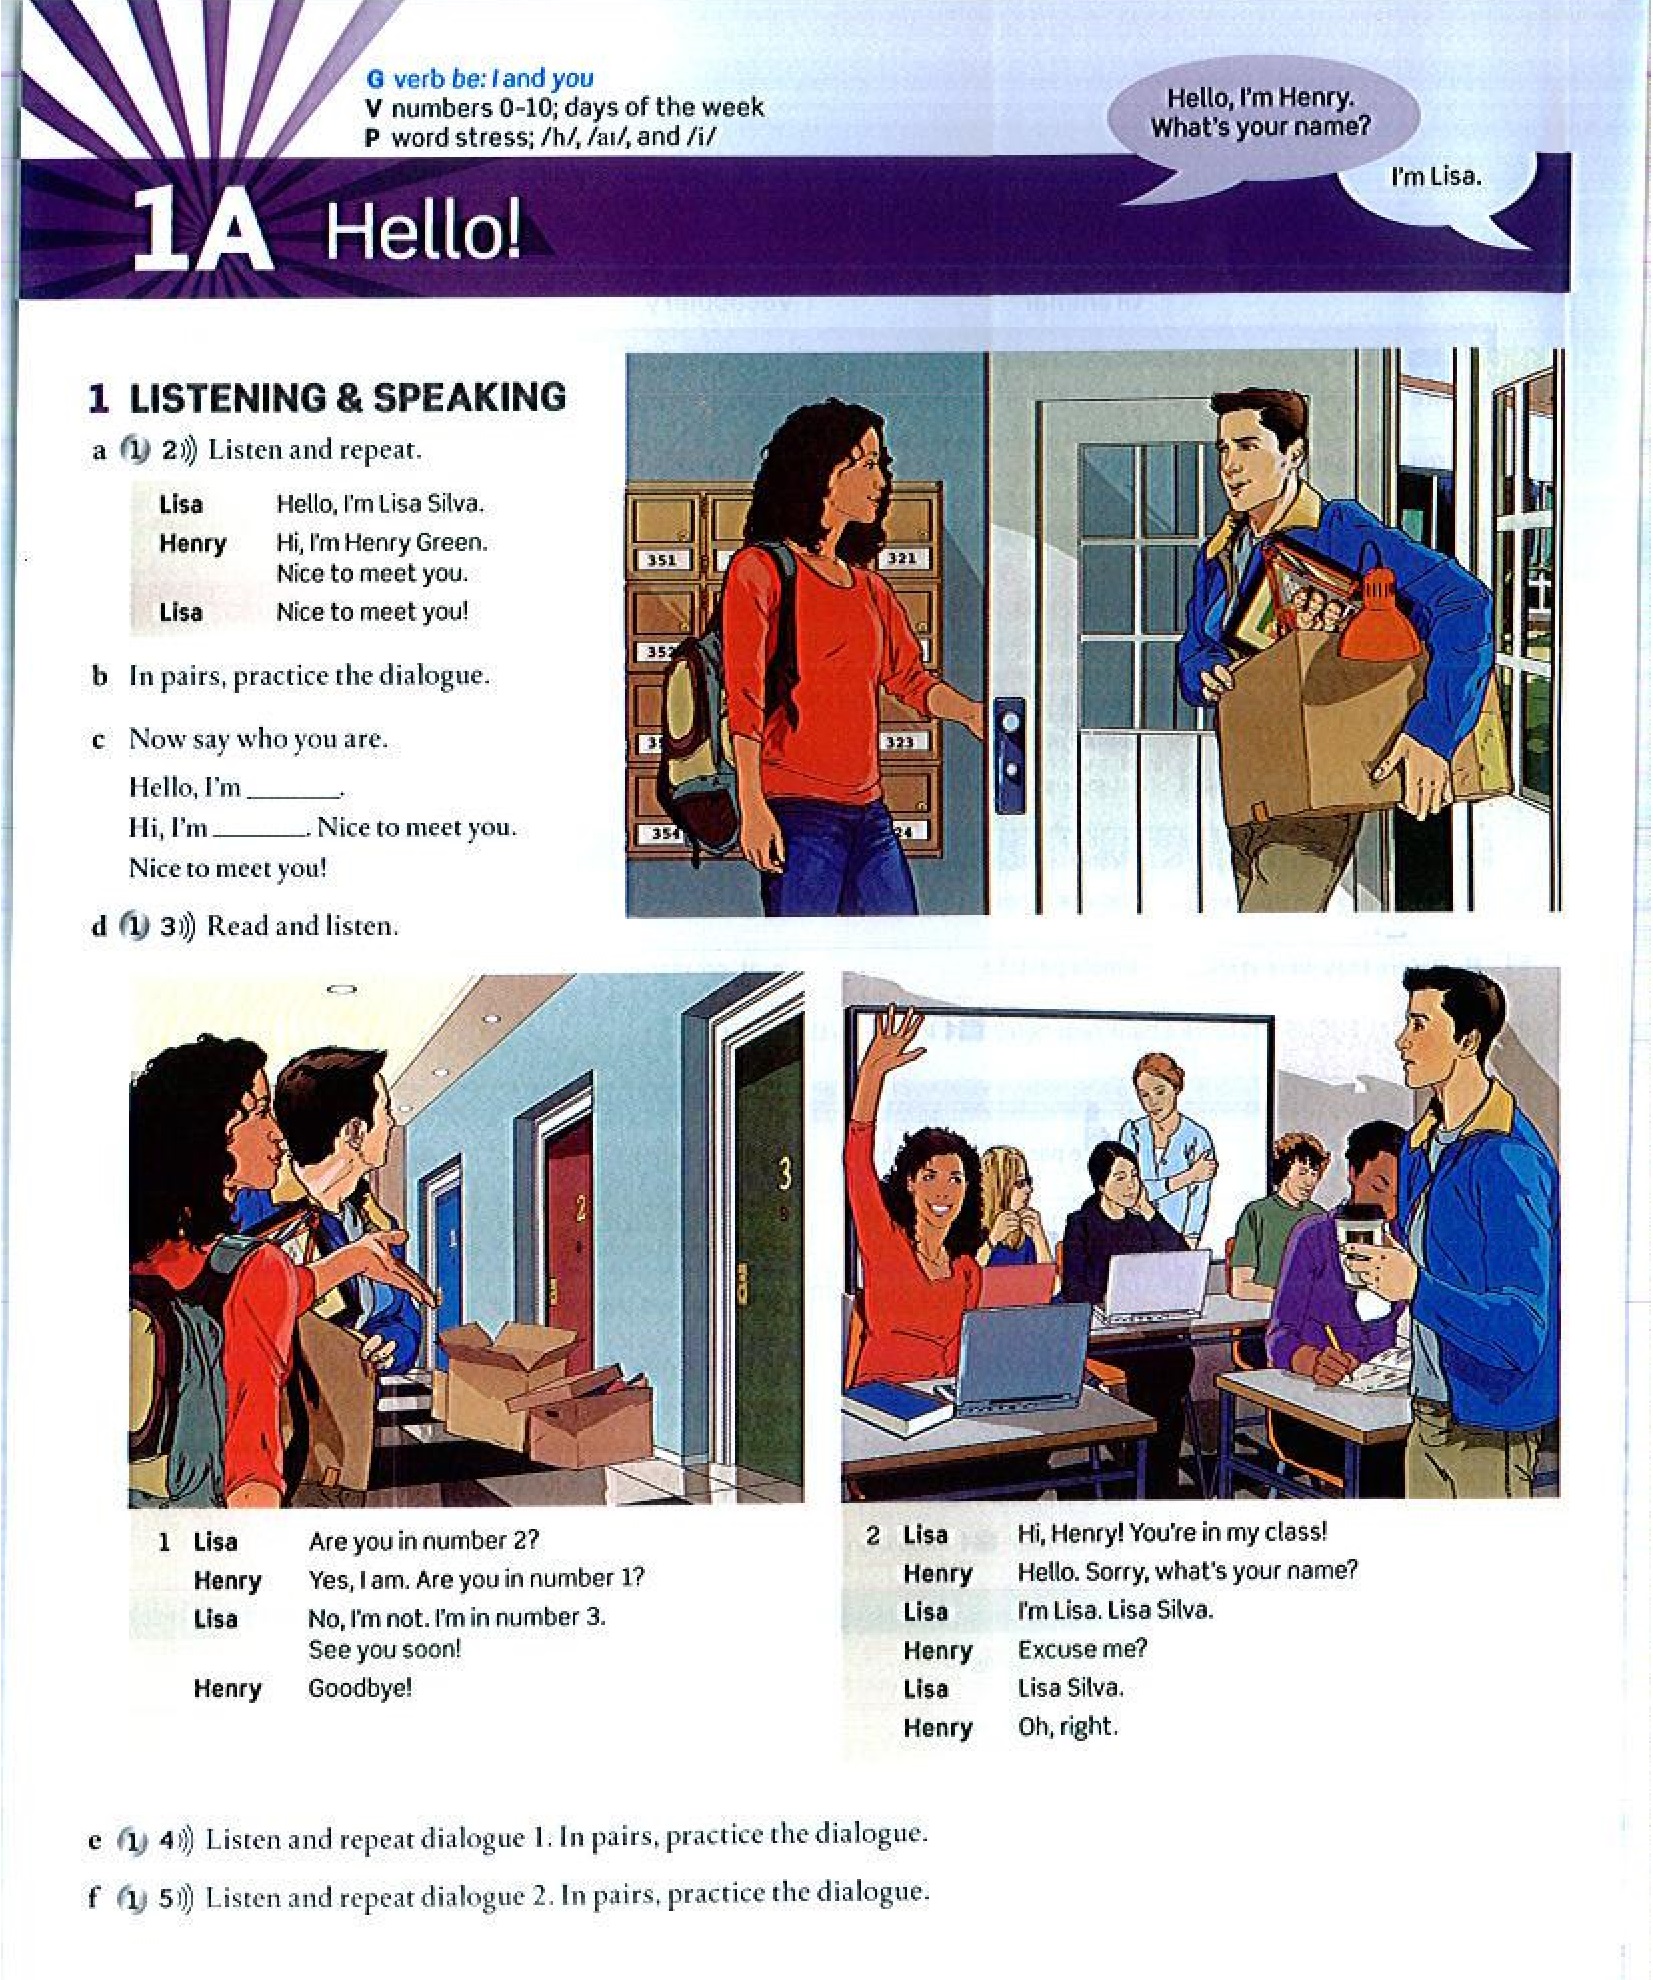 G verb be: I and you
V numbers 0-10; days of the week
P word stress; /h/, /aɪ/, and /i/
Hello, I'm Henry.
What's your name?
I'm Lisa.
1A Hello!
1 LISTENING & SPEAKING
a 1 2))) Listen and repeat.
Lisa Hello, I'm Lisa Silva.
Henry Hi, I'm Henry Green.
Nice to meet you.
Lisa Nice to meet you!
b In pairs, practice the dialogue.
c Now say who you are.
Hello, I'm ______.
Hi, I'm ______. Nice to meet you.
Nice to meet you!
351
321
352
323
354
d 1 3))) Read and listen.
1
2
3
1 Lisa Are you in number 2?
Henry Yes, I am. Are you in number 1?
Lisa No, I'm not. I'm in number 3.
See you soon!
Henry Goodbye!
2 Lisa Hi, Henry! You're in my class!
Henry Hello. Sorry, what's your name?
Lisa I'm Lisa. Lisa Silva.
Henry Excuse me?
Lisa Lisa Silva.
Henry Oh, right.
e 1 4))) Listen and repeat dialogue 1. In pairs, practice the dialogue.
f 1 5))) Listen and repeat dialogue 2. In pairs, practice the dialogue.